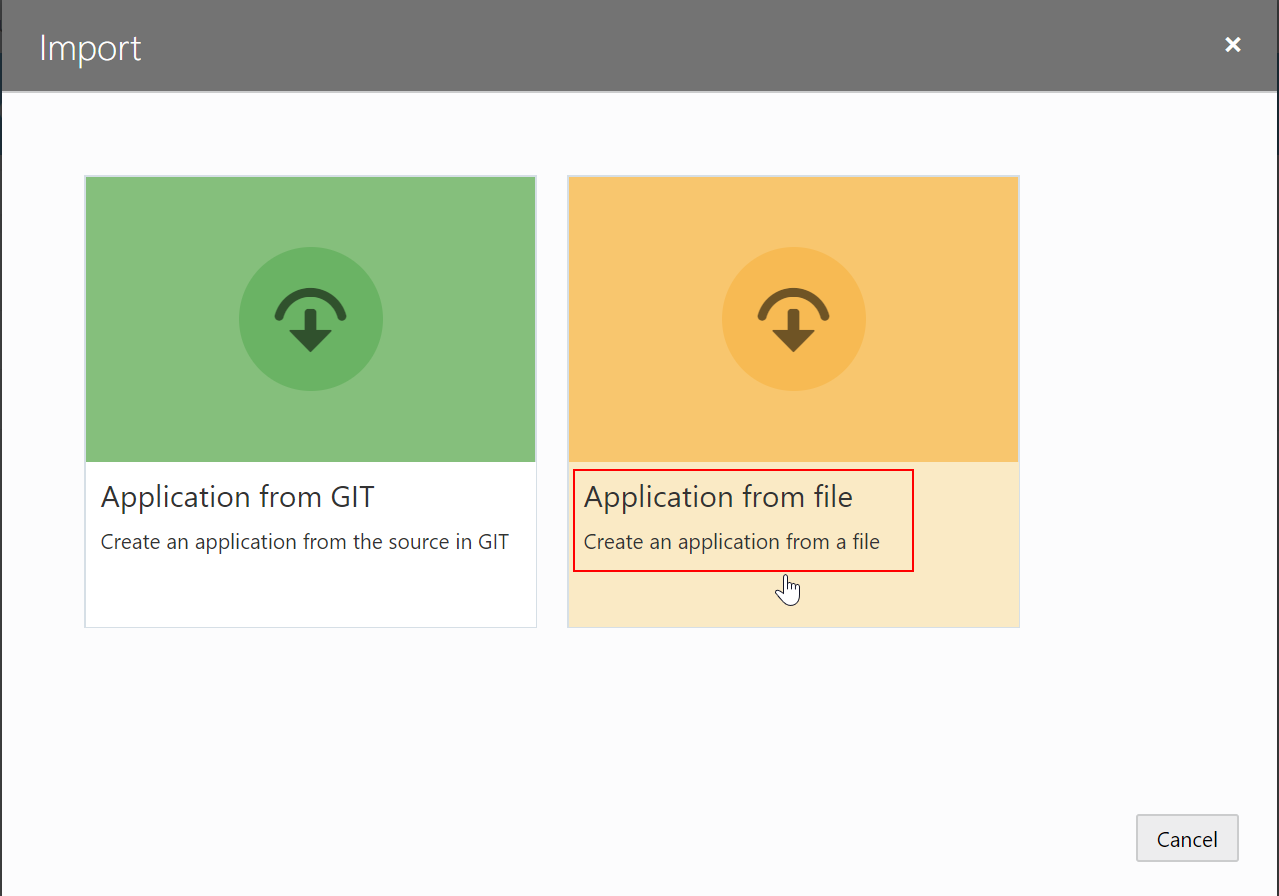 Import
Application from GIT
Create an application from the source in GIT
Application from file
Create an application from a file
Cancel